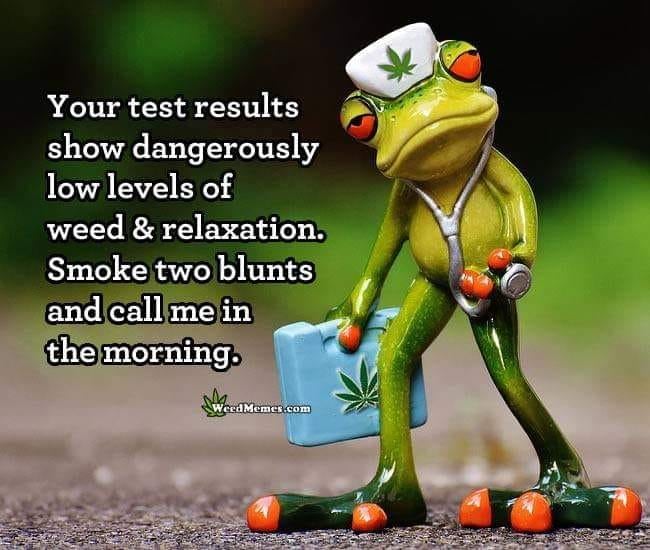 Your test results
show dangerously
low levels of
weed & relaxation.
Smoke two blunts
and call me in
the morning.
WeedMemes.com